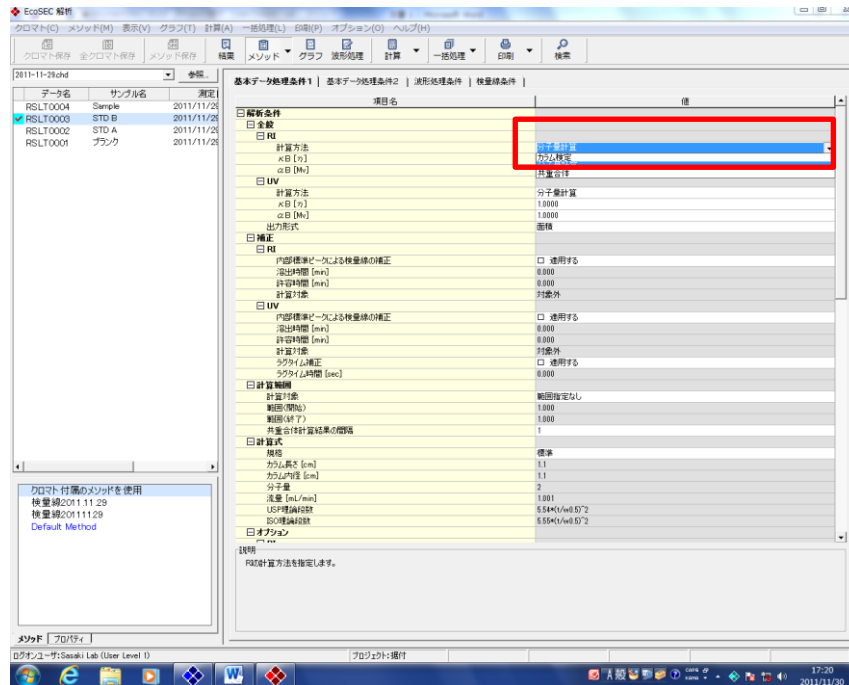 EcoSEC 解析
クロマト(C) メソッド(M) 表示(V) グラフ(T) 計算(A) 一括処理(L) 印刷(P) オプション(O) ヘルプ(H)
クロマト保存 全クロマト保存 メソッド保存 結果 メソッド グラフ 波形処理 計算 一括処理 印刷 検索
2011-11-29.chd 参照..
データ名 サンプル名 測定
RSLT0004 Sample 2011/11/29
RSLT0003 STD B 2011/11/29
RSLT0002 STD A 2011/11/29
RSLT0001 ブランク 2011/11/29
クロマト付属のメソッドを使用
検量線2011.11.29
検量線20111129
Default Method
メソッド プロパティ
基本データ処理条件1 基本データ処理条件2 波形処理条件 検量線条件
項目名 値
解析条件
全般
RI
計算方法 分子量計算
κB [η] カラム検定
αB [Mv] 共重合体
UV
計算方法 分子量計算
κB [η] 1.0000
αB [Mv] 1.0000
出力形式 面積
補正
RI
内部標準ピークによる検量線の補正 適用する
溶出時間 [min] 0.000
許容時間 [min] 0.000
計算対象 対象外
UV
内部標準ピークによる検量線の補正 適用する
溶出時間 [min] 0.000
許容時間 [min] 0.000
計算対象 対象外
ラグタイム補正 適用する
ラグタイム時間 [sec] 0.000
計算範囲
計算対象 範囲指定なし
範囲(開始) 1.000
範囲(終了) 1.000
共重合体計算結果の間隔 1
計算式
規格 標準
カラム長さ [cm] 1.1
カラム内径 [cm] 1.1
分子量 2
流量 [mL/min] 1.001
USP理論段数 5.54*(t/w0.5)^2
ISO理論段数 5.55*(t/w0.5)^2
オプション
説明
RIの計算方法を指定します。
ログオンユーザ:Sasaki Lab (User Level 1) プロジェクト:据付
17:20
2011/11/30